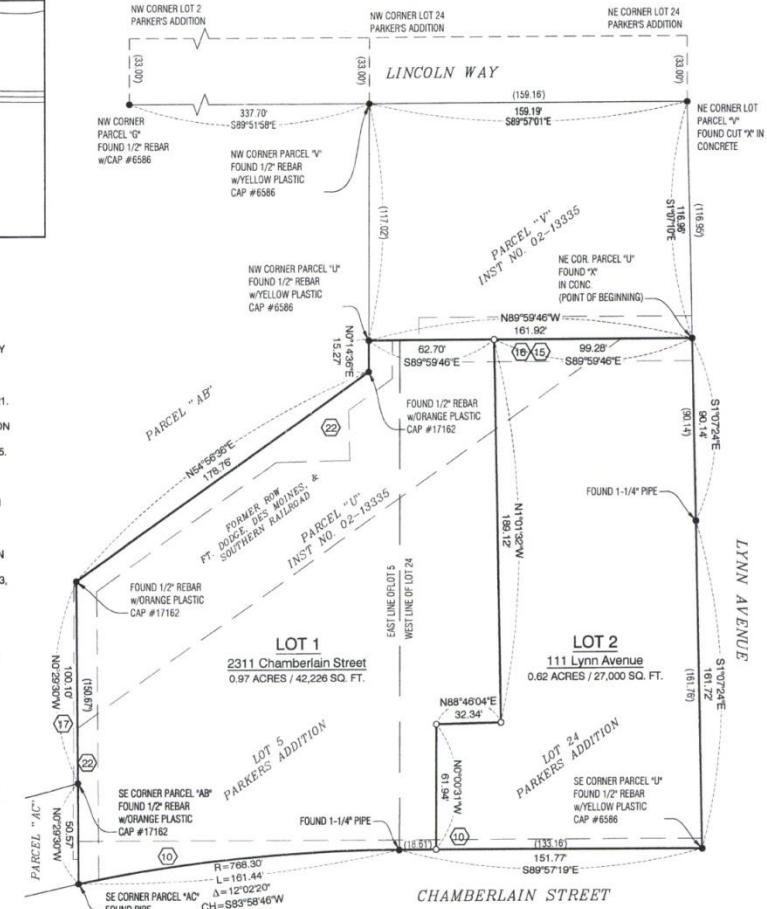 NW CORNER LOT 2
PARKER'S ADDITION
NW CORNER LOT 24
PARKER'S ADDITION
NE CORNER LOT 24
PARKER'S ADDITION
(33.00')
(33.00')
(33.00')
LINCOLN WAY
(159.16')
337.70'
S89°51'58"E
159.19'
S89°57'01"E
NW CORNER
PARCEL "G"
FOUND 1/2" REBAR
w/CAP #6586
NW CORNER PARCEL "V"
FOUND 1/2" REBAR
w/YELLOW PLASTIC
CAP #6586
NE CORNER LOT
PARCEL "V"
FOUND CUT "X" IN
CONCRETE
(117.02')
(116.95')
116.96'
S1°07'10"E
PARCEL "V"
INST NO. 02-13335
NW CORNER PARCEL "U"
FOUND 1/2" REBAR
w/YELLOW PLASTIC
CAP #6586
NE COR. PARCEL "U"
FOUND "X"
IN CONC.
(POINT OF BEGINNING)
N89°59'46"W
161.92'
N0°14'36"E
15.27'
62.70'
S89°59'46"E
16
15
99.28'
S89°59'46"E
FOUND 1/2" REBAR
w/ORANGE PLASTIC
CAP #17162
PARCEL "AB"
N54°56'36"E
178.76'
22
S1°07'24"E
90.14'
(90.14')
FORMER ROW
FT. DODGE, DES MOINES, &
SOUTHERN RAILROAD
PARCEL "U"
INST NO. 02-13335
N1°01'32"W
189.12'
FOUND 1-1/4" PIPE
LYNN AVENUE
FOUND 1/2" REBAR
w/ORANGE PLASTIC
CAP #17162
EAST LINE OF LOT 5
WEST LINE OF LOT 24
LOT 1
2311 Chamberlain Street
0.97 ACRES / 42,226 SQ. FT.
LOT 2
111 Lynn Avenue
0.62 ACRES / 27,000 SQ. FT.
N0°29'30"W
100.10'
(150.67')
17
22
S1°07'24"E
161.72'
(161.76')
N88°46'04"E
32.34'
LOT 5
PARKERS ADDITION
LOT 24
PARKERS ADDITION
N0°00'31"W
61.94'
SE CORNER PARCEL "AB"
FOUND 1/2" REBAR
w/ORANGE PLASTIC
CAP #17162
SE CORNER PARCEL "U"
FOUND 1/2" REBAR
w/YELLOW PLASTIC
CAP #6586
PARCEL "AC"
N0°29'30"W
50.57'
FOUND 1-1/4" PIPE
10
(18.61')
10
(133.16')
151.77'
S89°57'19"E
R=768.30'
L=161.44'
Δ=12°02'20"
CH=S83°58'46"W
SE CORNER PARCEL "AC"
FOUND PIPE
CHAMBERLAIN STREET